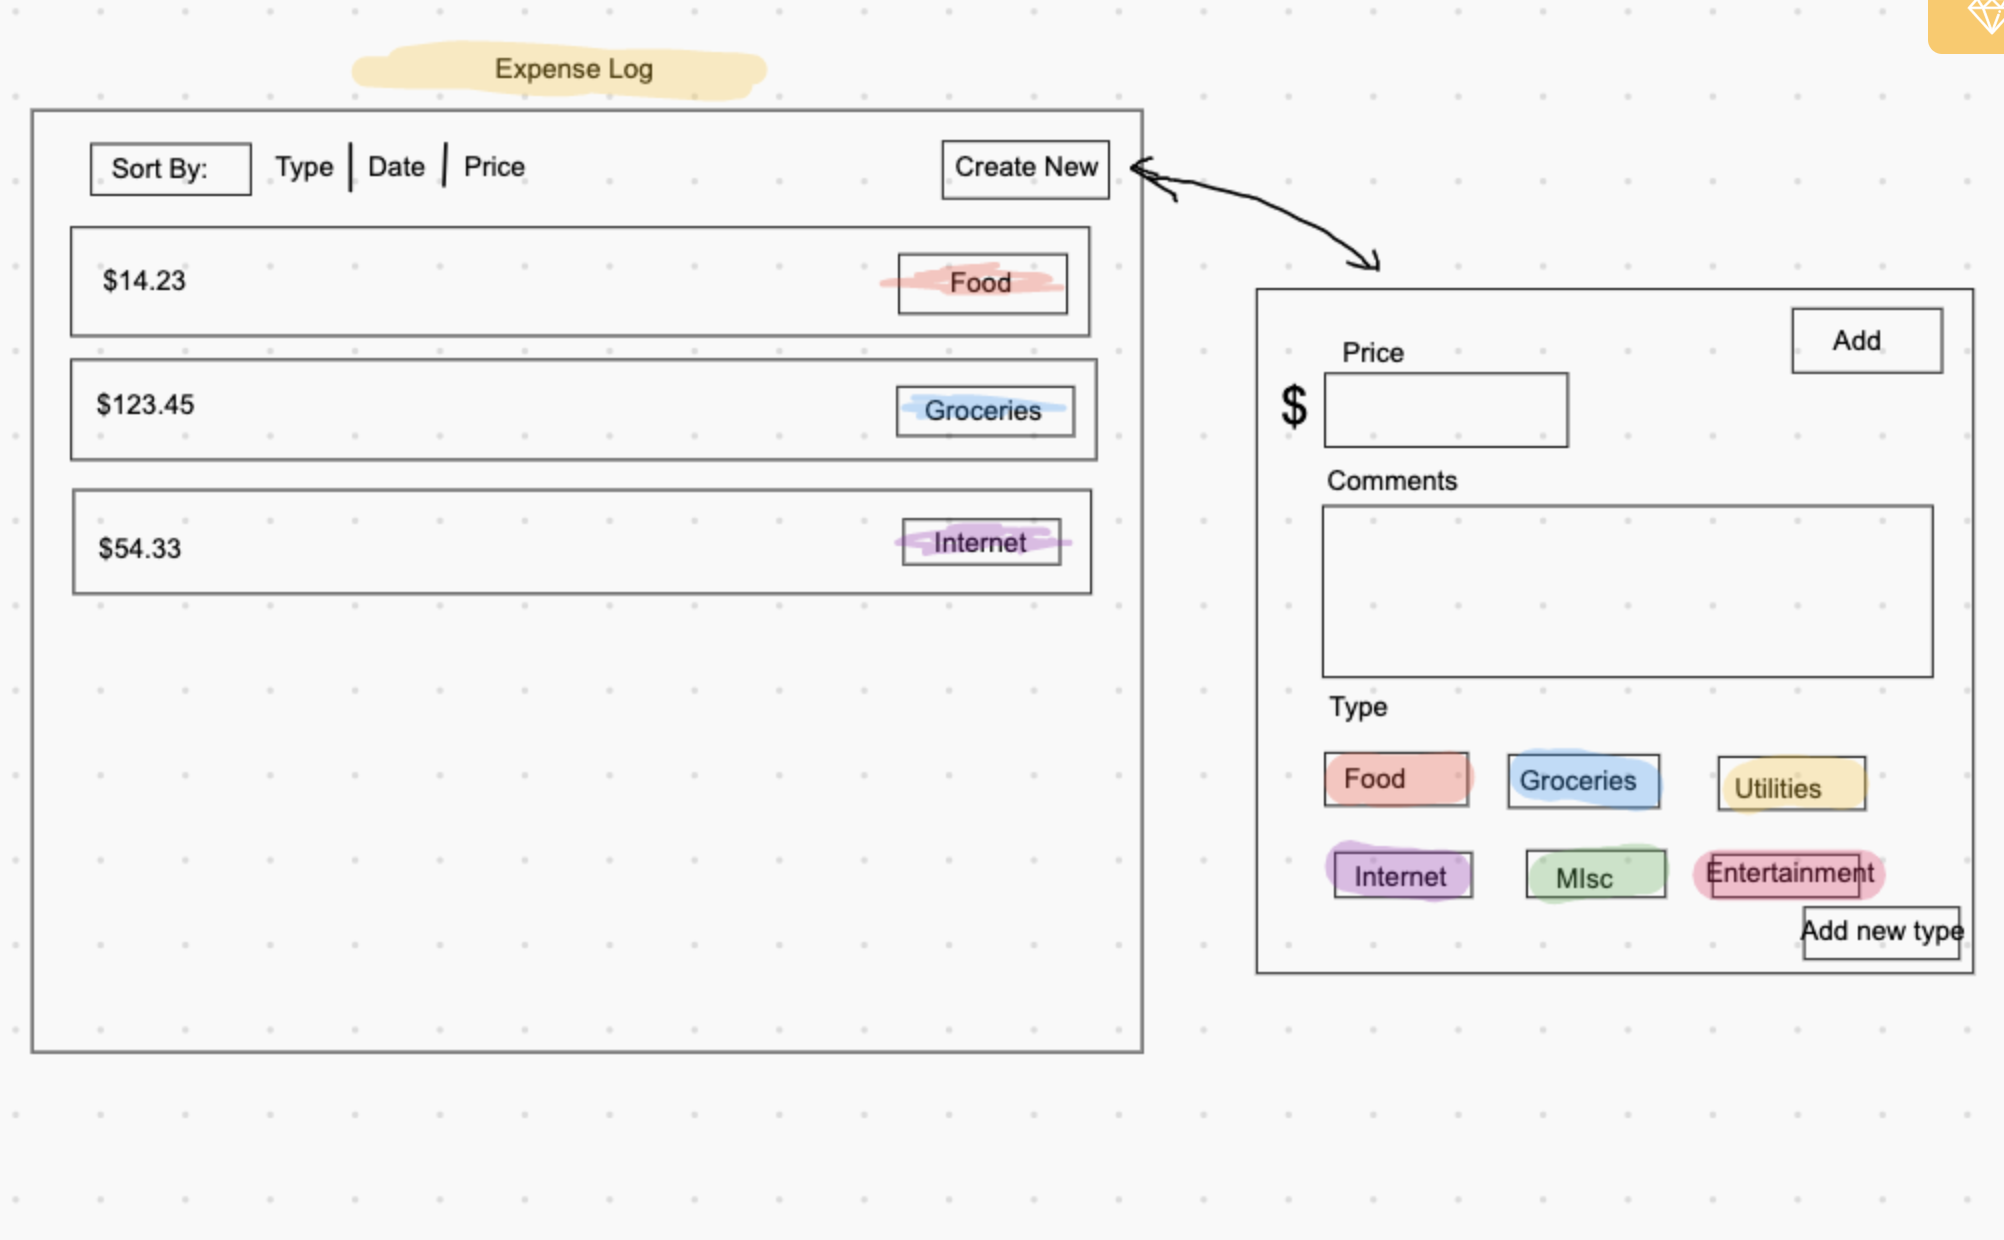 Expense Log
Sort By: Type | Date | Price
Create New
$14.23
Food
$123.45
Groceries
$54.33
Internet
Add
Price
$
Comments
Type
Food
Groceries
Utilities
Internet
MIsc
Entertainment
Add new type